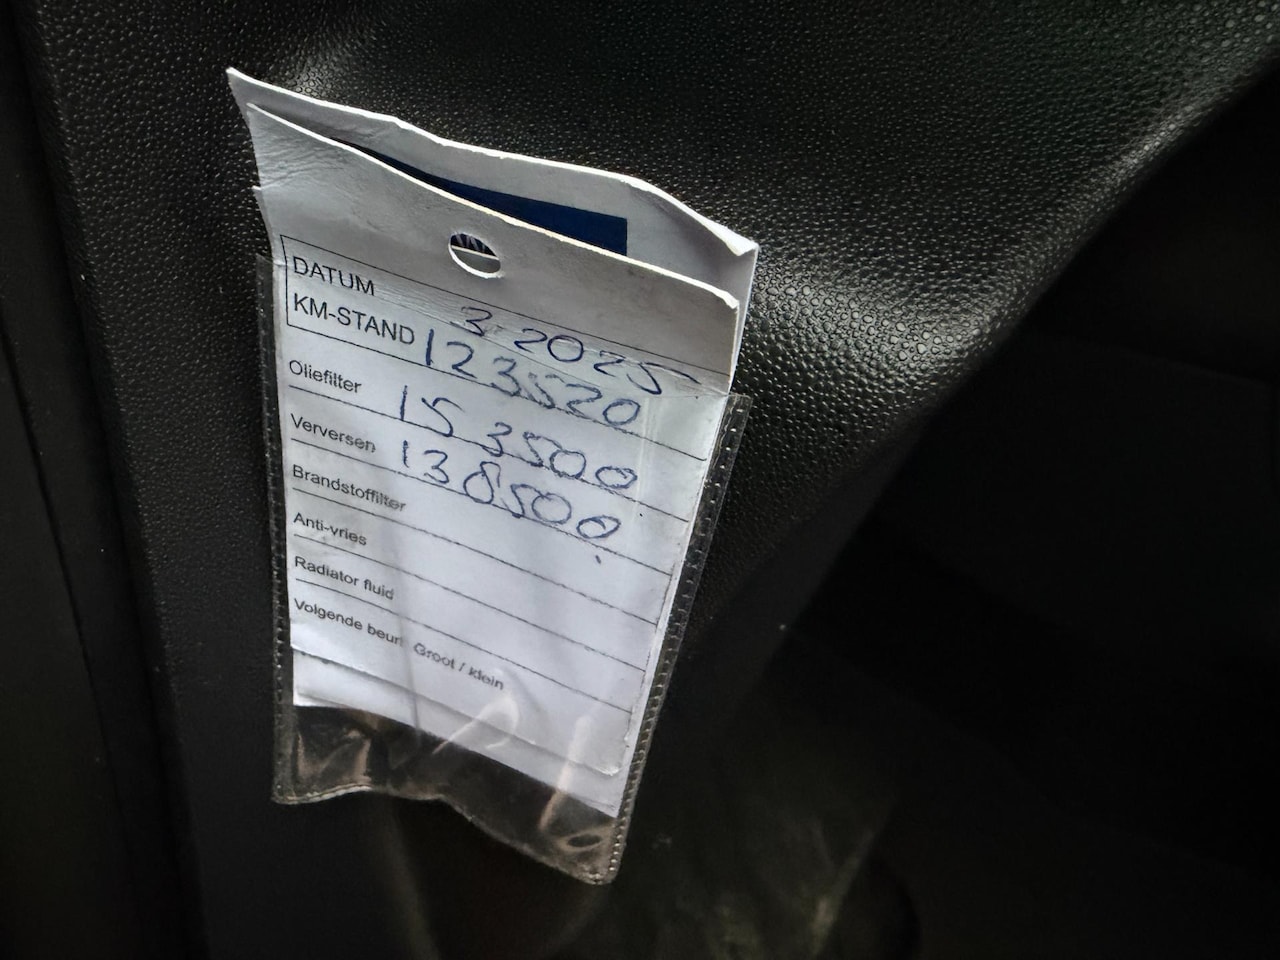 DATUM 3 2025
KM-STAND 123520
Oliefilter 153500
Verversen 138500
Brandstoffilter
Anti-vries
Radiator fluid
Volgende beurt Groot / klein